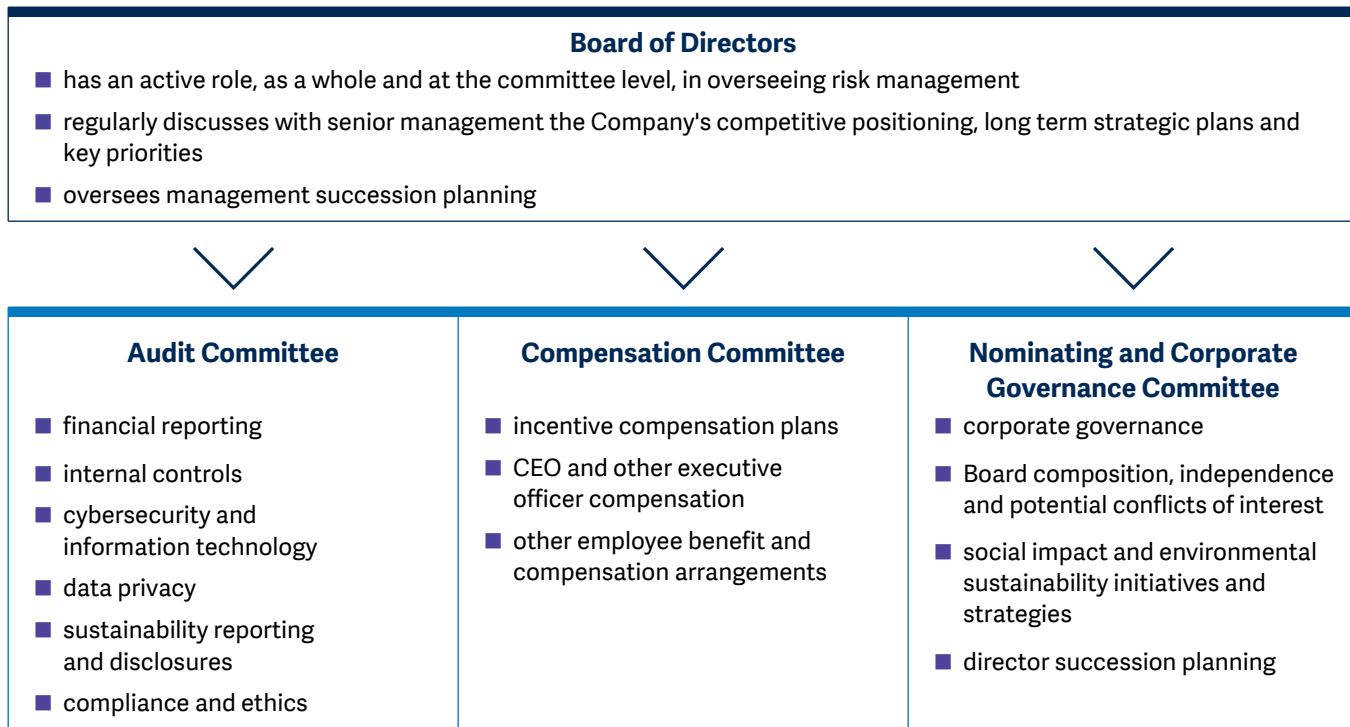 Board of Directors
■ has an active role, as a whole and at the committee level, in overseeing risk management
■ regularly discusses with senior management the Company's competitive positioning, long term strategic plans and
key priorities
■ oversees management succession planning
Audit Committee
■ financial reporting
■ internal controls
■ cybersecurity and
information technology
■ data privacy
■ sustainability reporting
and disclosures
■ compliance and ethics
Compensation Committee
■ incentive compensation plans
■ CEO and other executive
officer compensation
■ other employee benefit and
compensation arrangements
Nominating and Corporate
Governance Committee
■ corporate governance
■ Board composition, independence
and potential conflicts of interest
■ social impact and environmental
sustainability initiatives and
strategies
■ director succession planning